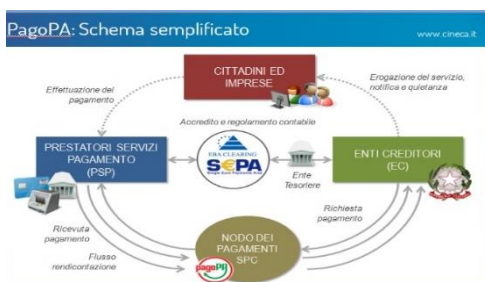 PagoPA: Schema semplificato
www.cineca.it
CITTADINI ED
IMPRESE
Effettuazione del
pagamento
Erogazione del servizio,
notifica e quietanza
Accredito e regolamento contabile
PRESTATORI SERVIZI
PAGAMENTO
(PSP)
EBA CLEARING
S€PA
Ente
Tesoriere
ENTI CREDITORI
(EC)
Ricevuta
pagamento
Richiesta
pagamento
Flusso
rendicontazione
NODO DEI
PAGAMENTI
SPC
pagoPA